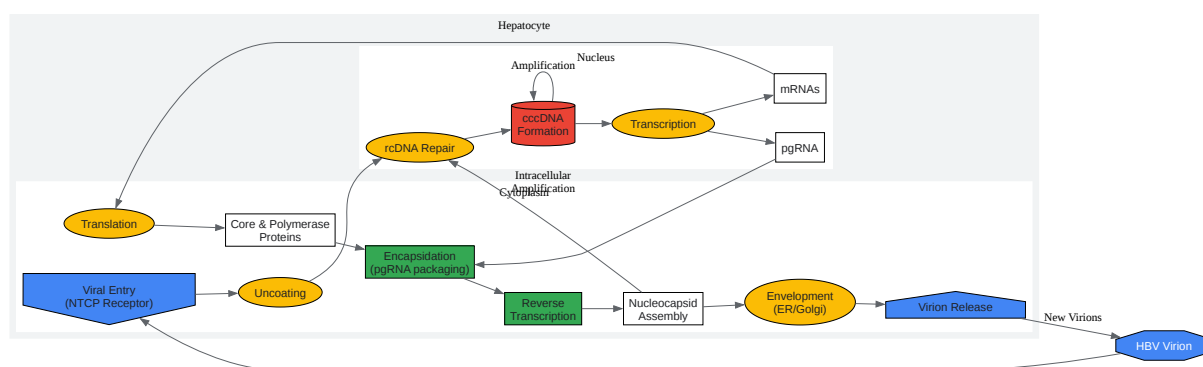 Hepatocyte
Nucleus
Amplification
mRNAs
cccDNA
Formation
Transcription
rcDNA Repair
pgRNA
Intracellular
Amplification
Cytoplasm
Translation
Core & Polymerase
Proteins
Encapsidation
(pgRNA packaging)
Viral Entry
(NTCP Receptor)
Uncoating
Reverse
Transcription
Nucleocapsid
Assembly
Envelopment
(ER/Golgi)
Virion Release
New Virions
HBV Virion